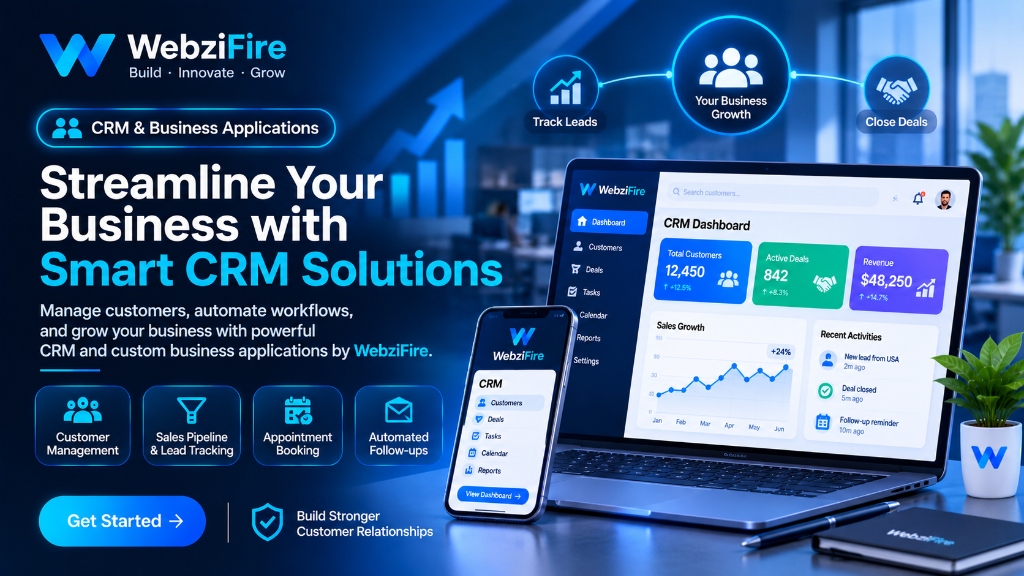 WebziFire
Build · Innovate · Grow
CRM & Business Applications
Streamline Your
Business with
Smart CRM Solutions
Manage customers, automate workflows,
and grow your business with powerful
CRM and custom business applications by WebziFire.
Customer
Management
Sales Pipeline
& Lead Tracking
Appointment
Booking
Automated
Follow-ups
Get Started →
Build Stronger
Customer Relationships
Track Leads
Your Business
Growth
Close Deals
WebziFire
Search customers...
Dashboard
Customers
Deals
Tasks
Calendar
Reports
Settings
CRM Dashboard
Total Customers
12,450
↑ +12.5%
Active Deals
842
↑ +8.3%
Revenue
$48,250
↑ +14.7%
Sales Growth
+24%
Jan Feb Mar Apr May Jun
Recent Activities
New lead from USA
2m ago
Deal closed
5m ago
Follow-up reminder
10m ago
WebziFire
CRM
Customers
Deals
Tasks
Calendar
Reports
View Dashboard →
W
WebziFire